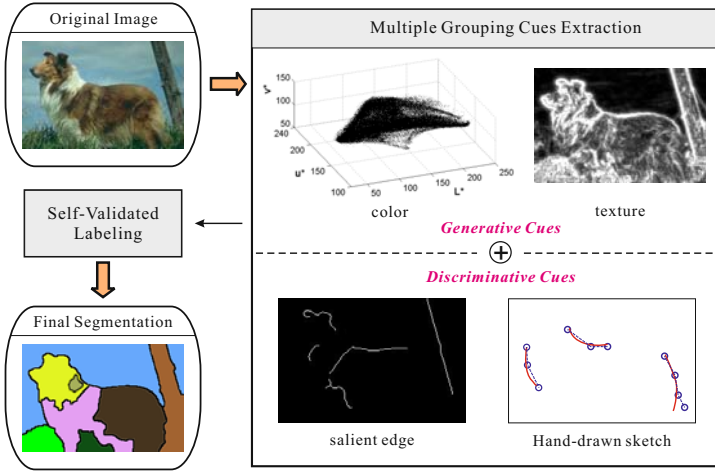 Original Image
Multiple Grouping Cues Extraction
v*
150
100
50
240
200
u*
150
100
50
100
150
L*
200
250
color
texture
Self-Validated
Labeling
Generative Cues
+
Discriminative Cues
Final Segmentation
salient edge
Hand-drawn sketch